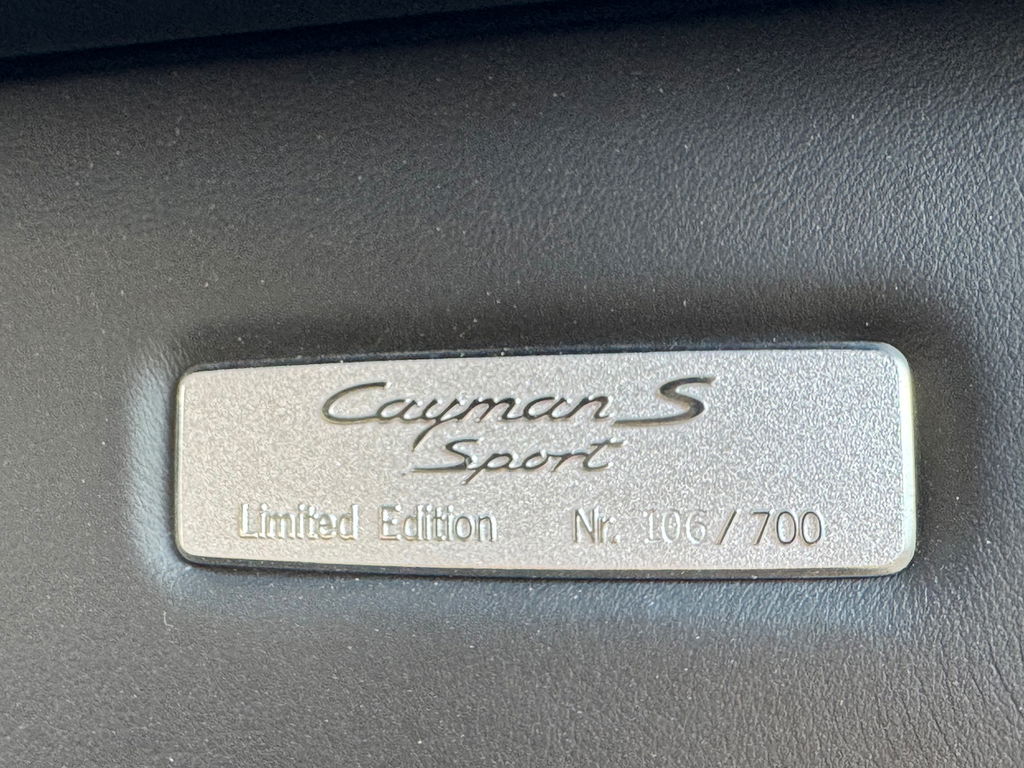 Cayman S
Sport
Limited Edition Nr. 106/700